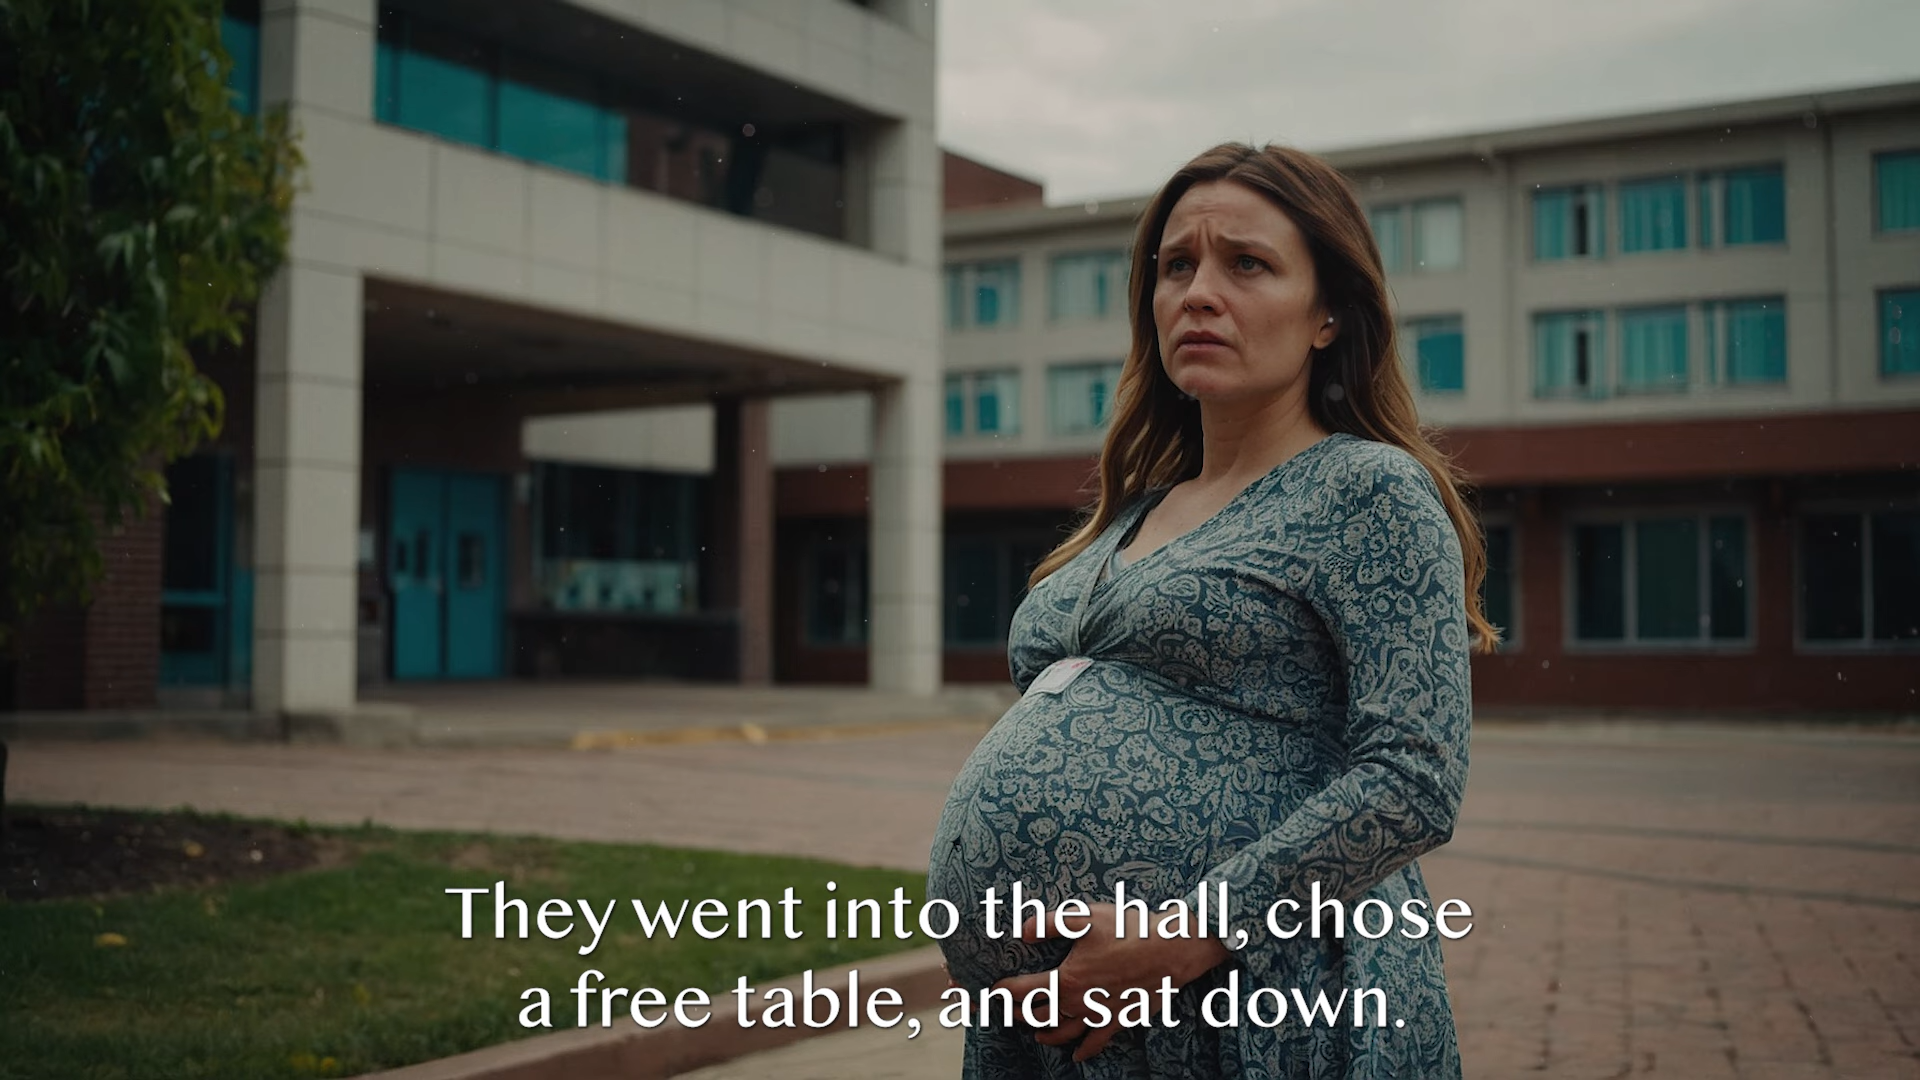 They went into the hall, chose
a free table, and sat down.